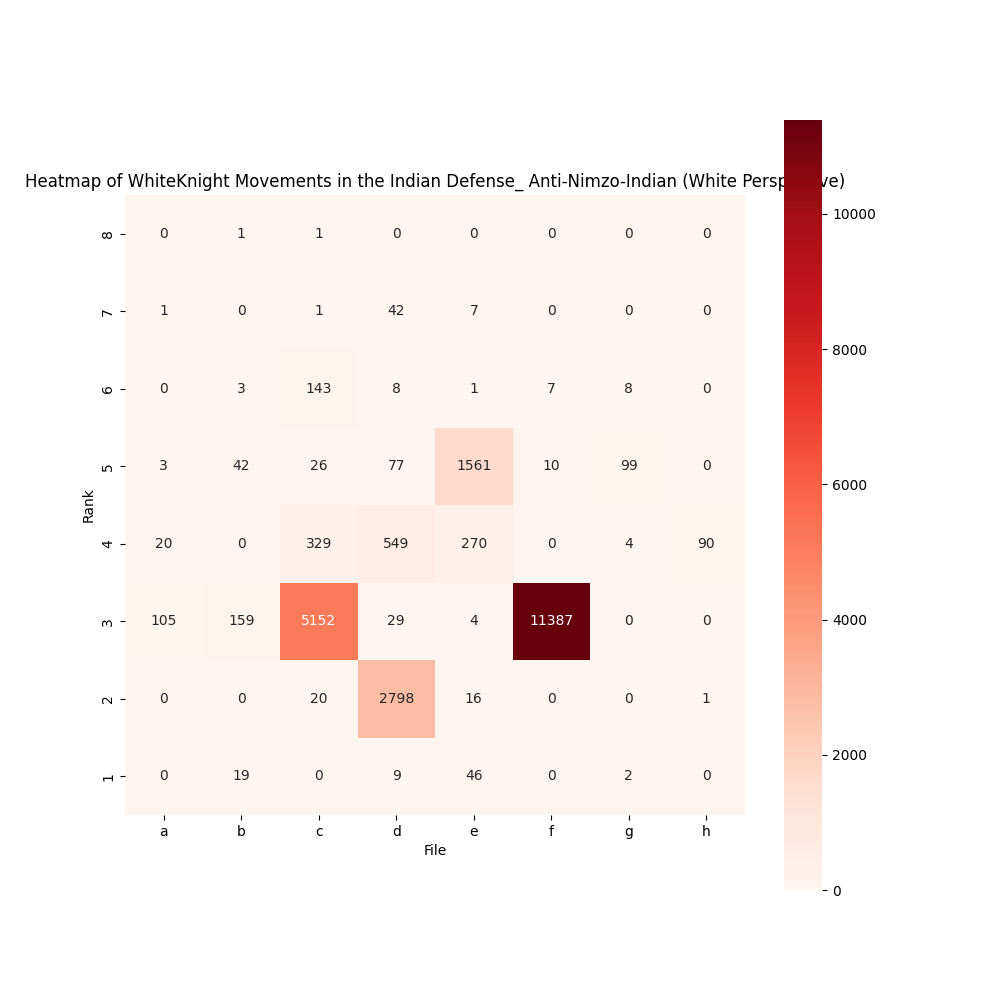 Heatmap of WhiteKnight Movements in the Indian Defense_ Anti-Nimzo-Indian (White Persp ve)
8 0 1 1 0 0 0 0 0
7 1 0 1 42 7 0 0 0
6 0 3 143 8 1 7 8 0
5 3 42 26 77 1561 10 99 0
Rank
4 20 0 329 549 270 0 4 90
3 105 159 5152 29 4 11387 0 0
2 0 0 20 2798 16 0 0 1
1 0 19 0 9 46 0 2 0
a b c d e f g h
File
10000
8000
6000
4000
2000
0